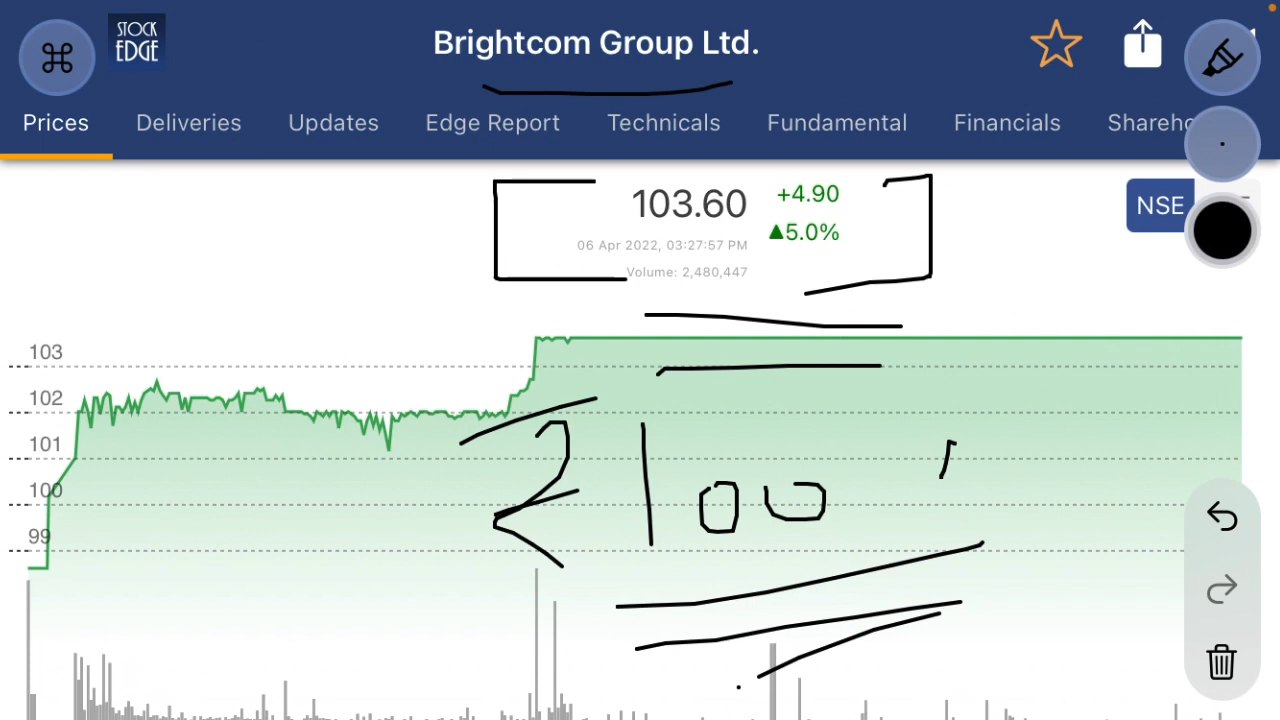 STOCK
EDGE
Brightcom Group Ltd.
Prices Deliveries Updates Edge Report Technicals Fundamental Financials Shareho
103.60 +4.90
▲5.0%
06 Apr 2022, 03:27:57 PM
Volume: 2,480,447
NSE
103
102
101
100
99
₹100